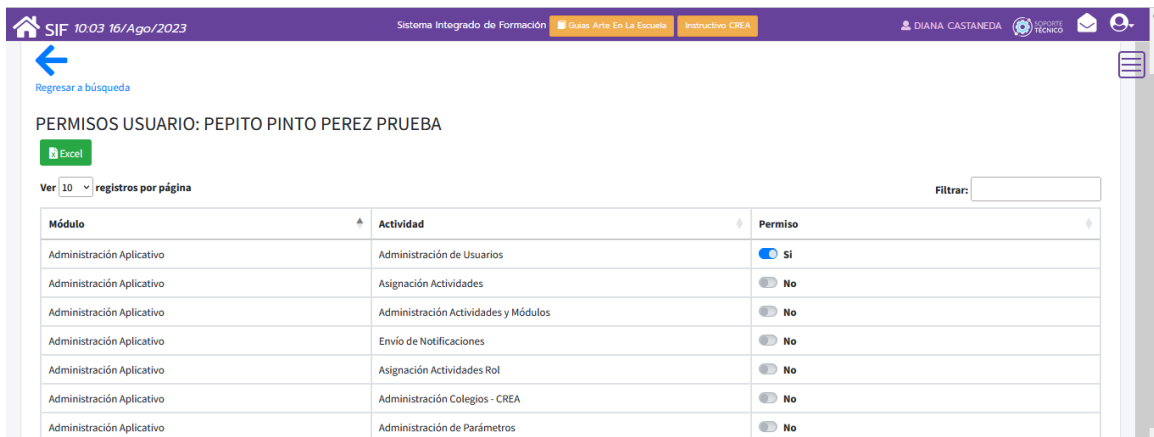 SIF 10:03 16/Ago/2023 Sistema Integrado de Formación Guias Arte En La Escuela Instructivo CREA DIANA CASTANEDA SOPORTE TÉCNICO
Regresar a búsqueda
PERMISOS USUARIO: PEPITO PINTO PEREZ PRUEBA
Excel
Ver 10 registros por página Filtrar:
Módulo Actividad Permiso
Administración Aplicativo Administración de Usuarios Si
Administración Aplicativo Asignación Actividades No
Administración Aplicativo Administración Actividades y Módulos No
Administración Aplicativo Envío de Notificaciones No
Administración Aplicativo Asignación Actividades Rol No
Administración Aplicativo Administración Colegios - CREA No
Administración Aplicativo Administración de Parámetros No